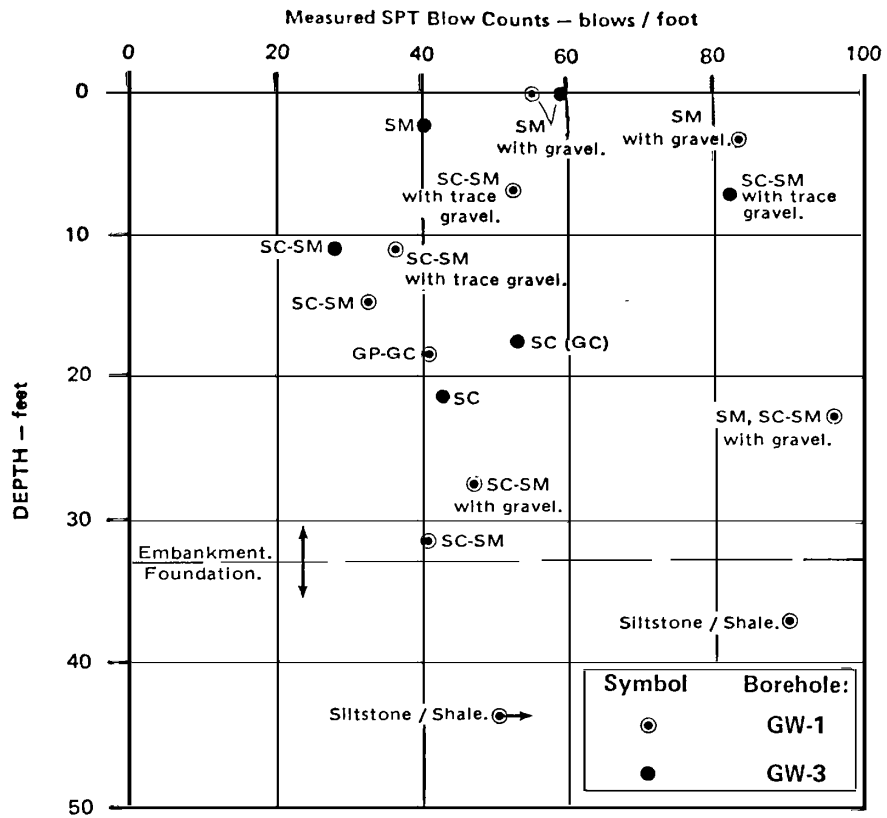 Measured SPT Blow Counts – blows / foot
0 20 40 60 80 100
DEPTH – feet
0
10
20
30
40
50
SM
SM
with gravel.
SM
with gravel.
SC-SM
with trace
gravel.
SC-SM
with trace
gravel.
SC-SM
SC-SM
with trace gravel.
SC-SM
GP-GC
SC (GC)
SC
SM, SC-SM
with gravel.
SC-SM
with gravel.
SC-SM
Embankment.
Foundation.
Siltstone / Shale.
Siltstone / Shale.
Symbol Borehole:
GW-1
GW-3